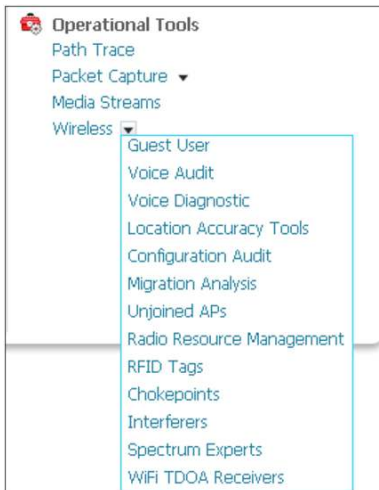 Operational Tools
Path Trace
Packet Capture
Media Streams
Wireless
Guest User
Voice Audit
Voice Diagnostic
Location Accuracy Tools
Configuration Audit
Migration Analysis
Unjoined APs
Radio Resource Management
RFID Tags
Chokepoints
Interferers
Spectrum Experts
WiFi TDOA Receivers